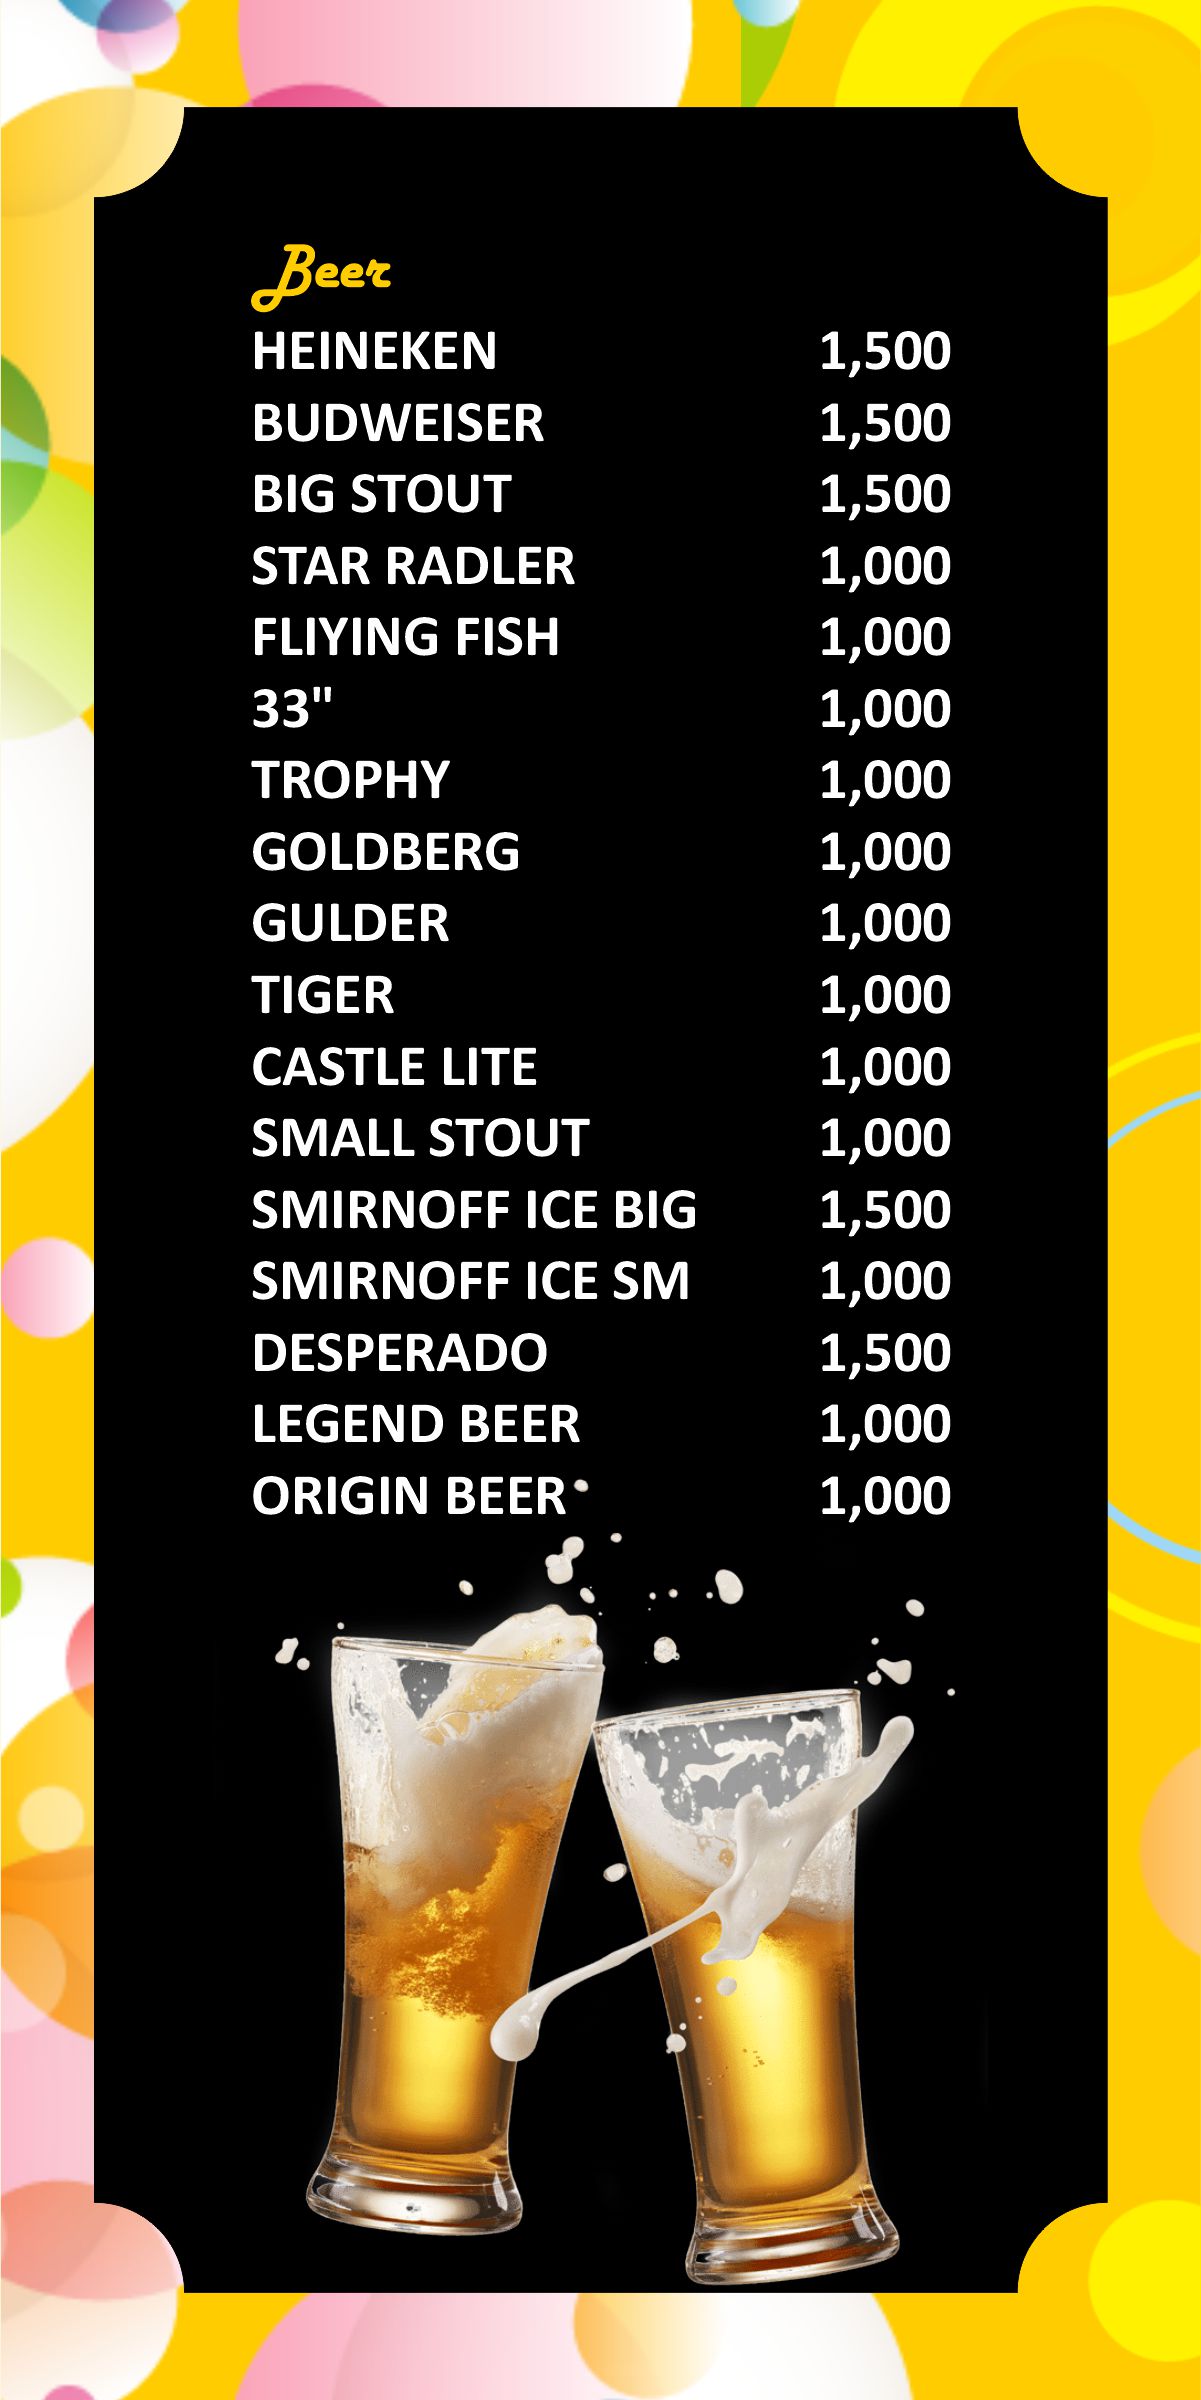 Beer
HEINEKEN 1,500
BUDWEISER 1,500
BIG STOUT 1,500
STAR RADLER 1,000
FLIYING FISH 1,000
33" 1,000
TROPHY 1,000
GOLDBERG 1,000
GULDER 1,000
TIGER 1,000
CASTLE LITE 1,000
SMALL STOUT 1,000
SMIRNOFF ICE BIG 1,500
SMIRNOFF ICE SM 1,000
DESPERADO 1,500
LEGEND BEER 1,000
ORIGIN BEER 1,000